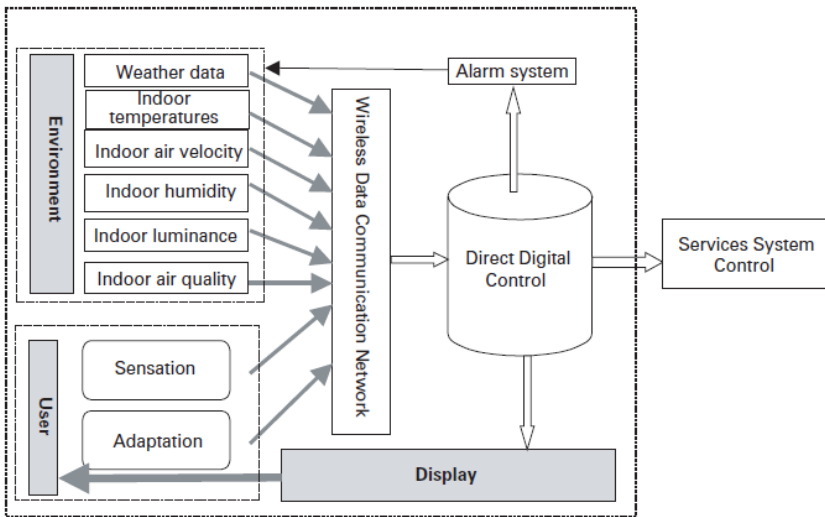 Environment
Weather data
Indoor
temperatures
Indoor air velocity
Indoor humidity
Indoor luminance
Indoor air quality
User
Sensation
Adaptation
Wireless Data Communication Network
Alarm system
Direct Digital
Control
Services System
Control
Display